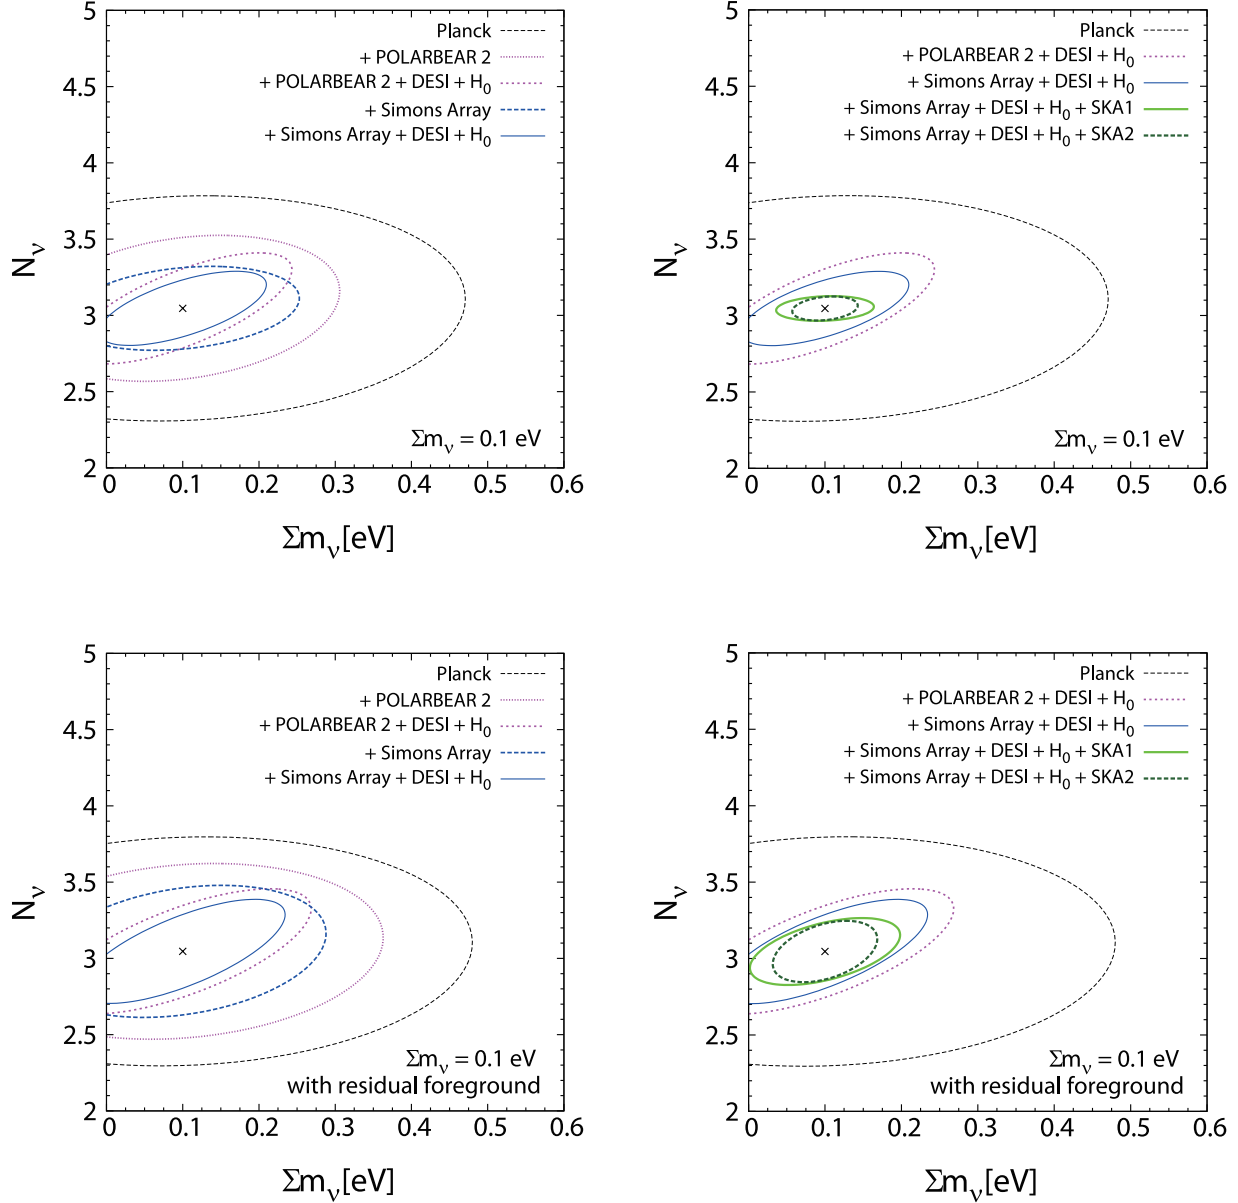 Planck
+ POLARBEAR 2
+ POLARBEAR 2 + DESI + H0
+ Simons Array
+ Simons Array + DESI + H0
5
4.5
4
3.5
3
2.5
2
Nν
Σmν = 0.1 eV
0 0.1 0.2 0.3 0.4 0.5 0.6
Σmν[eV]
Planck
+ POLARBEAR 2 + DESI + H0
+ Simons Array + DESI + H0
+ Simons Array + DESI + H0 + SKA1
+ Simons Array + DESI + H0 + SKA2
5
4.5
4
3.5
3
2.5
2
Nν
Σmν = 0.1 eV
0 0.1 0.2 0.3 0.4 0.5 0.6
Σmν[eV]
Planck
+ POLARBEAR 2
+ POLARBEAR 2 + DESI + H0
+ Simons Array
+ Simons Array + DESI + H0
5
4.5
4
3.5
3
2.5
2
Nν
Σmν = 0.1 eV
with residual foreground
0 0.1 0.2 0.3 0.4 0.5 0.6
Σmν[eV]
Planck
+ POLARBEAR 2 + DESI + H0
+ Simons Array + DESI + H0
+ Simons Array + DESI + H0 + SKA1
+ Simons Array + DESI + H0 + SKA2
5
4.5
4
3.5
3
2.5
2
Nν
Σmν = 0.1 eV
with residual foreground
0 0.1 0.2 0.3 0.4 0.5 0.6
Σmν[eV]